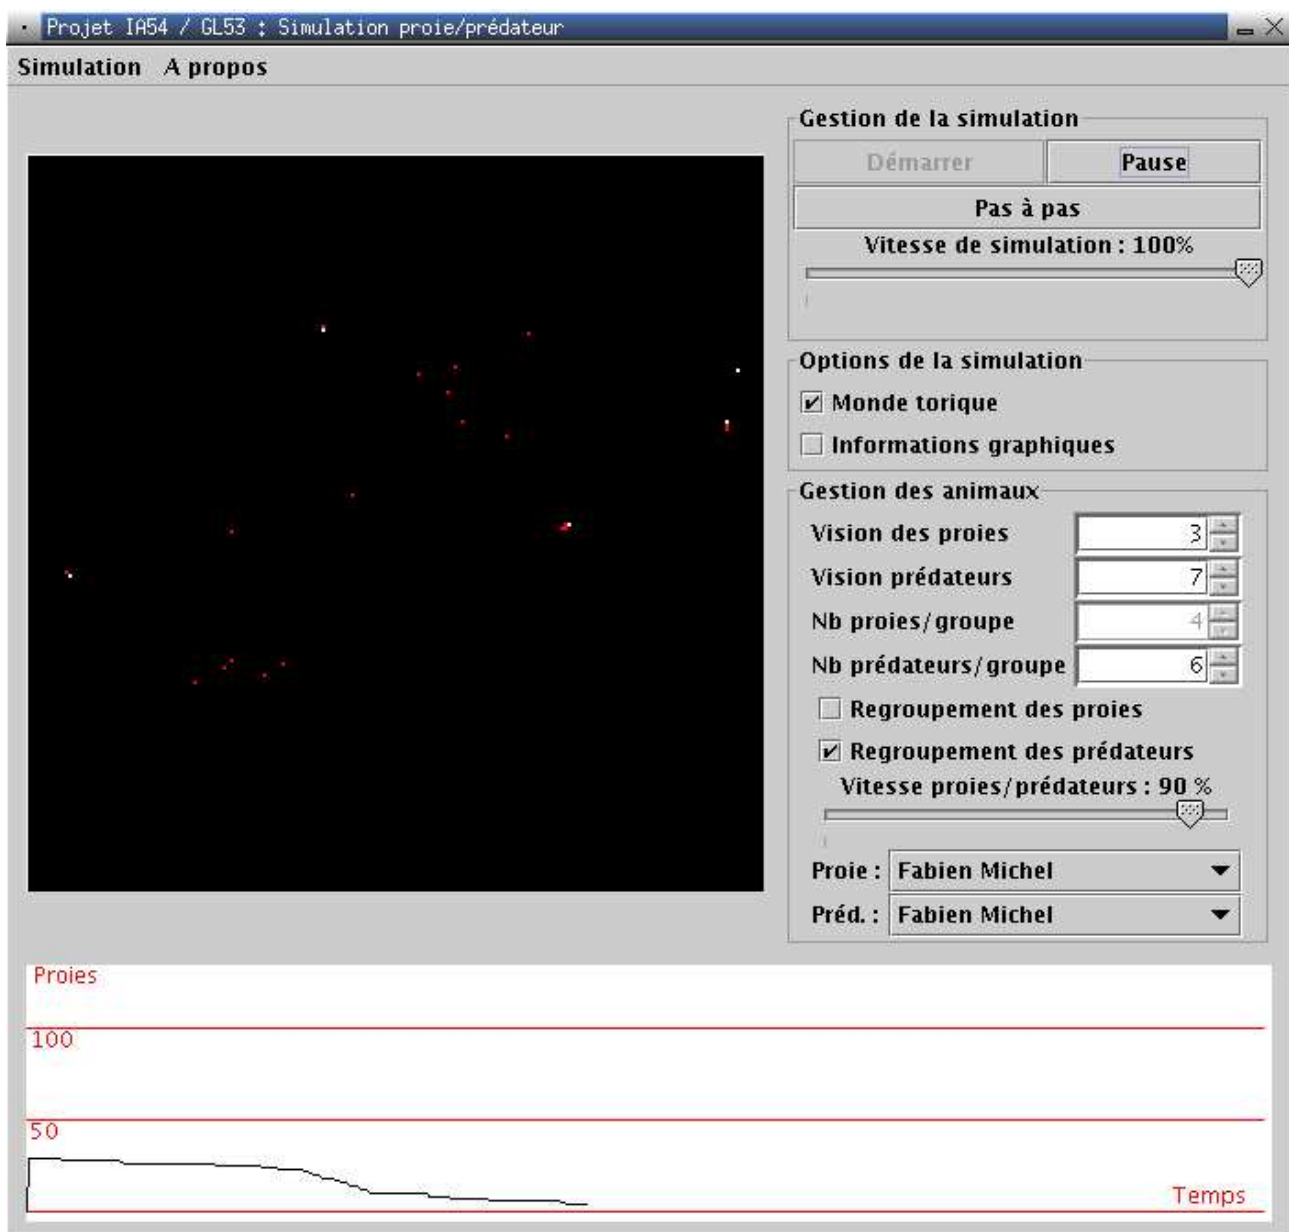 Projet IA54 / GL53 : Simulation proie/prédateur
Simulation A propos
Gestion de la simulation
Démarrer Pause
Pas à pas
Vitesse de simulation : 100%
Options de la simulation
Monde torique
Informations graphiques
Gestion des animaux
Vision des proies 3
Vision prédateurs 7
Nb proies/groupe 4
Nb prédateurs/groupe 6
Regroupement des proies
Regroupement des prédateurs
Vitesse proies/prédateurs : 90 %
Proie : Fabien Michel
Préd. : Fabien Michel
Proies
100
50
Temps